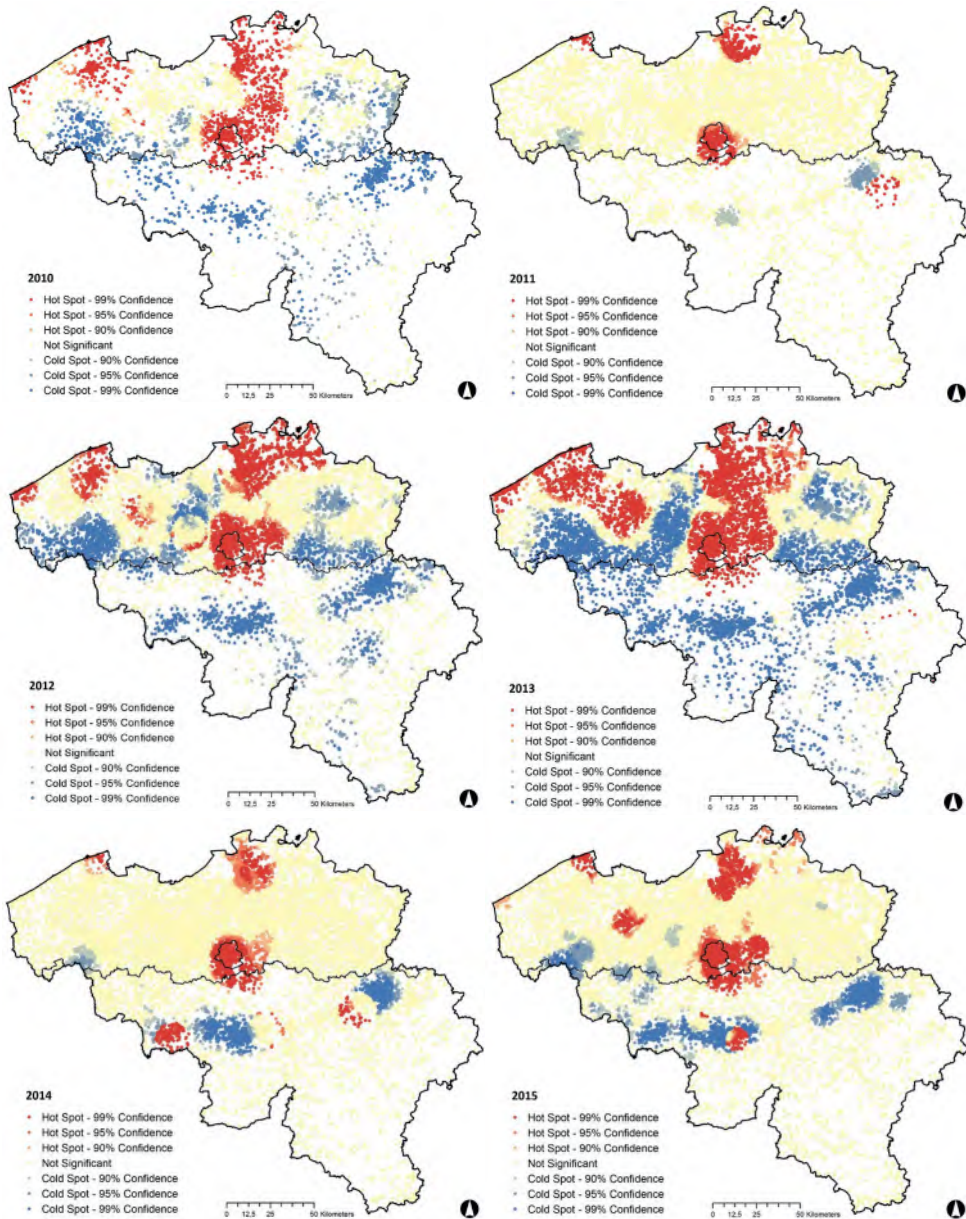 2010
Hot Spot - 99% Confidence
Hot Spot - 95% Confidence
Hot Spot - 90% Confidence
Not Significant
Cold Spot - 90% Confidence
Cold Spot - 95% Confidence
Cold Spot - 99% Confidence
0 12,5 25 50 Kilometers
2011
Hot Spot - 99% Confidence
Hot Spot - 95% Confidence
Hot Spot - 90% Confidence
Not Significant
Cold Spot - 90% Confidence
Cold Spot - 95% Confidence
Cold Spot - 99% Confidence
0 12,5 25 50 Kilometers
2012
Hot Spot - 99% Confidence
Hot Spot - 95% Confidence
Hot Spot - 90% Confidence
Not Significant
Cold Spot - 90% Confidence
Cold Spot - 95% Confidence
Cold Spot - 99% Confidence
0 12,5 25 50 Kilometers
2013
Hot Spot - 99% Confidence
Hot Spot - 95% Confidence
Hot Spot - 90% Confidence
Not Significant
Cold Spot - 90% Confidence
Cold Spot - 95% Confidence
Cold Spot - 99% Confidence
0 12,5 25 50 Kilometers
2014
Hot Spot - 99% Confidence
Hot Spot - 95% Confidence
Hot Spot - 90% Confidence
Not Significant
Cold Spot - 90% Confidence
Cold Spot - 95% Confidence
Cold Spot - 99% Confidence
0 12,5 25 50 Kilometers
2015
Hot Spot - 99% Confidence
Hot Spot - 95% Confidence
Hot Spot - 90% Confidence
Not Significant
Cold Spot - 90% Confidence
Cold Spot - 95% Confidence
Cold Spot - 99% Confidence
0 12,5 25 50 Kilometers